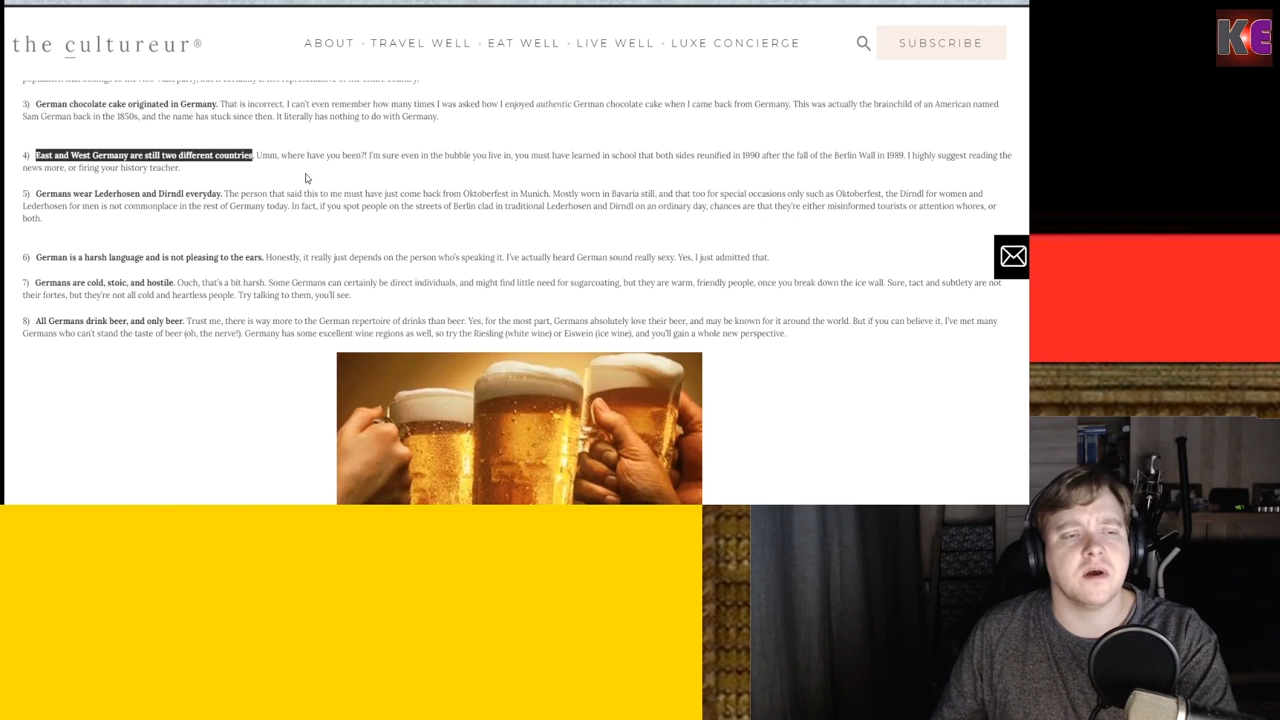 the cultureur®
ABOUT · TRAVEL WELL · EAT WELL · LIVE WELL · LUXE CONCIERGE
SUBSCRIBE
KE
population that belongs to the Neo-Nazi party, but it certainly is not representative of the entire country.
3) German chocolate cake originated in Germany. That is incorrect. I can't even remember how many times I was asked how I enjoyed authentic German chocolate cake when I came back from Germany. This was actually the brainchild of an American named
Sam German back in the 1850s, and the name has stuck since then. It literally has nothing to do with Germany.
4) East and West Germany are still two different countries. Umm, where have you been?! I'm sure even in the bubble you live in, you must have learned in school that both sides reunified in 1990 after the fall of the Berlin Wall in 1989. I highly suggest reading the
news more, or firing your history teacher.
5) Germans wear Lederhosen and Dirndl everyday. The person that said this to me must have just come back from Oktoberfest in Munich. Mostly worn in Bavaria still, and that too for special occasions only such as Oktoberfest, the Dirndl for women and
Lederhosen for men is not commonplace in the rest of Germany today. In fact, if you spot people on the streets of Berlin clad in traditional Lederhosen and Dirndl on an ordinary day, chances are that they're either misinformed tourists or attention whores, or
both.
6) German is a harsh language and is not pleasing to the ears. Honestly, it really just depends on the person who's speaking it. I've actually heard German sound really sexy. Yes, I just admitted that.
7) Germans are cold, stoic, and hostile. Ouch, that's a bit harsh. Some Germans can certainly be direct individuals, and might find little need for sugarcoating, but they are warm, friendly people, once you break down the ice wall. Sure, tact and subtlety are not
their fortes, but they're not all cold and heartless people. Try talking to them, you'll see.
8) All Germans drink beer, and only beer. Trust me, there is way more to the German repertoire of drinks than beer. Yes, for the most part, Germans absolutely love their beer, and may be known for it around the world. But if you can believe it, I've met many
Germans who can't stand the taste of beer (oh, the nerve!). Germany has some excellent wine regions as well, so try the Riesling (white wine) or Eiswein (ice wine), and you'll gain a whole new perspective.